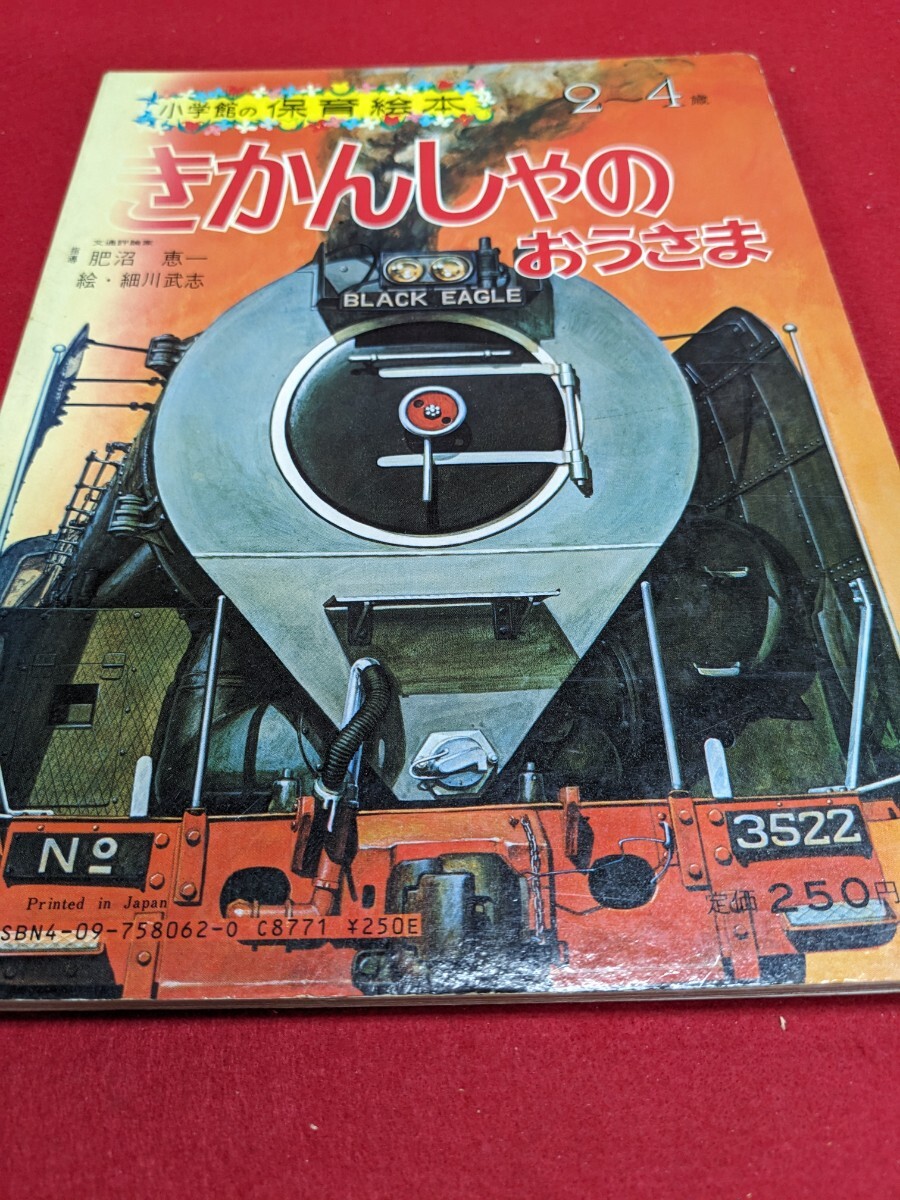 小学館の 保育絵本
2~4歳
きかんしゃの
おうさま
交通評論家
指導 肥沼 恵一
絵・細川武志
BLACK EAGLE
Nº
3522
Printed in Japan
定価 250円
SBN4-09-758062-0 C8771 ¥250E